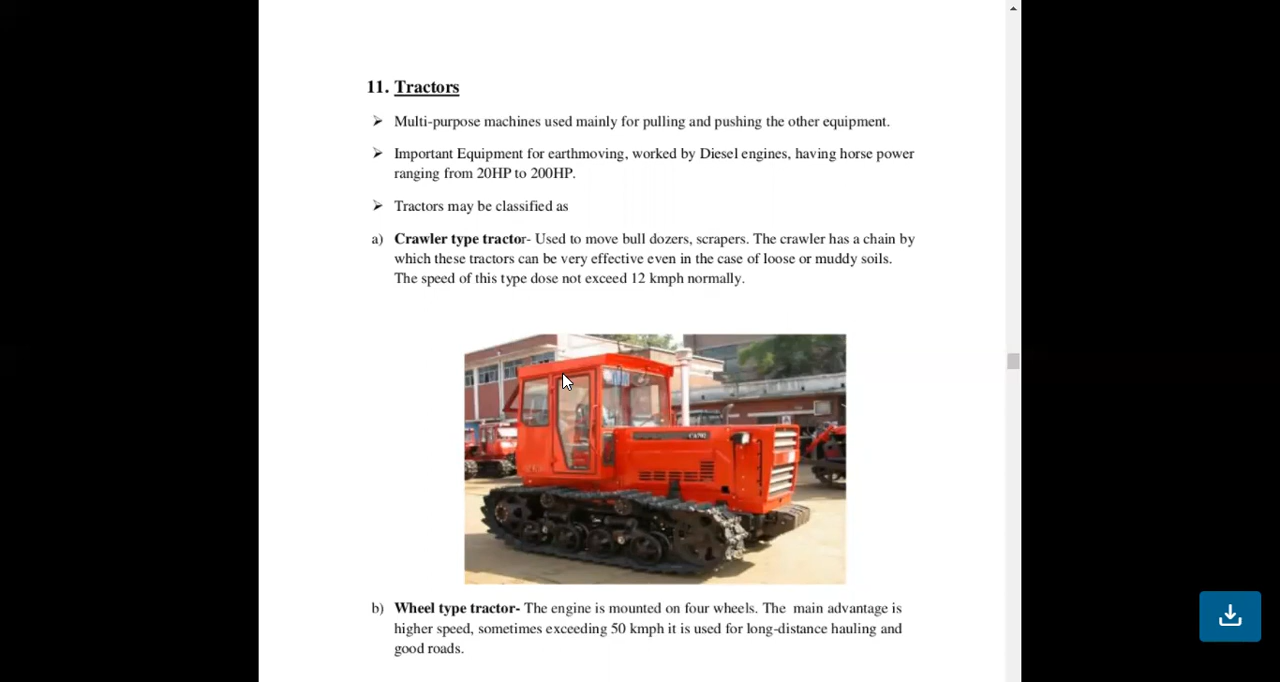 11. Tractors
➢ Multi-purpose machines used mainly for pulling and pushing the other equipment.
➢ Important Equipment for earthmoving, worked by Diesel engines, having horse power
ranging from 20HP to 200HP.
➢ Tractors may be classified as
a) Crawler type tractor- Used to move bull dozers, scrapers. The crawler has a chain by
which these tractors can be very effective even in the case of loose or muddy soils.
The speed of this type dose not exceed 12 kmph normally.
b) Wheel type tractor- The engine is mounted on four wheels. The main advantage is
higher speed, sometimes exceeding 50 kmph it is used for long-distance hauling and
good roads.